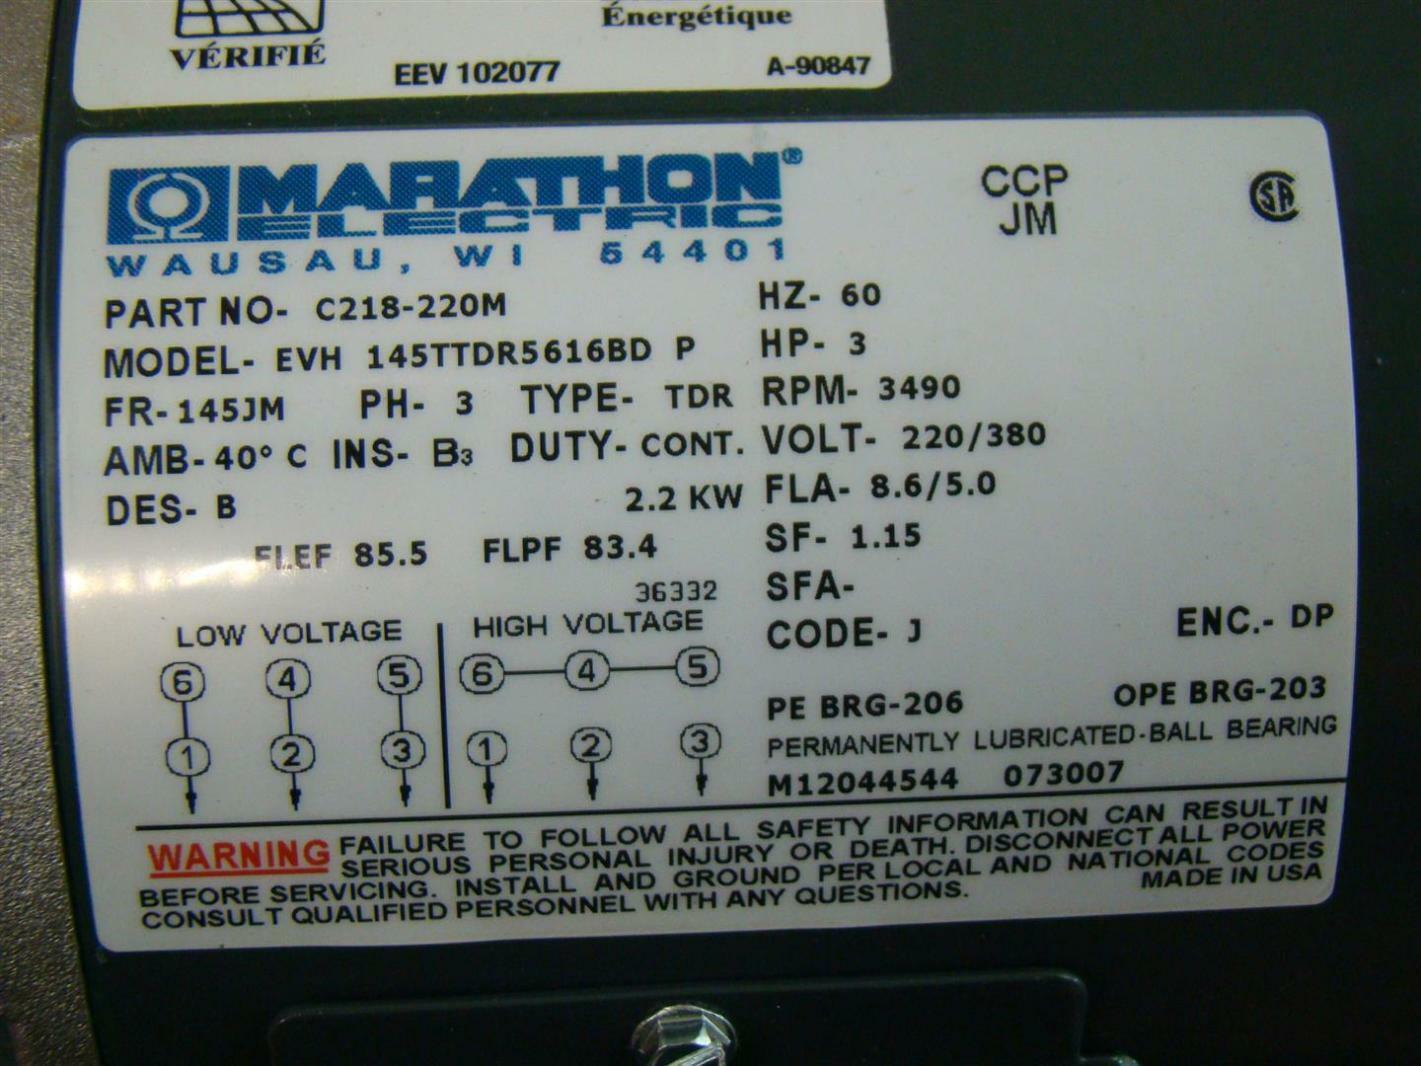 Énergétique
VÉRIFIÉ
EEV 102077
A-90847
MARATHON®
ELECTRIC
WAUSAU, WI 54401
CCP
JM
SA
PART NO- C218-220M
HZ- 60
MODEL- EVH 145TTDR5616BD P
HP- 3
FR- 145JM PH- 3 TYPE- TDR
RPM- 3490
AMB- 40° C INS- B3 DUTY- CONT.
VOLT- 220/380
DES- B 2.2 KW
FLA- 8.6/5.0
FLEF 85.5 FLPF 83.4
SF- 1.15
36332
SFA-
LOW VOLTAGE
HIGH VOLTAGE
CODE- J
ENC.- DP
6 4 5
6 4 5
PE BRG-206
OPE BRG-203
1 2 3
1 2 3
PERMANENTLY LUBRICATED-BALL BEARING
M12044544 073007
WARNING FAILURE TO FOLLOW ALL SAFETY INFORMATION CAN RESULT IN
SERIOUS PERSONAL INJURY OR DEATH. DISCONNECT ALL POWER
BEFORE SERVICING. INSTALL AND GROUND PER LOCAL AND NATIONAL CODES
CONSULT QUALIFIED PERSONNEL WITH ANY QUESTIONS.
MADE IN USA